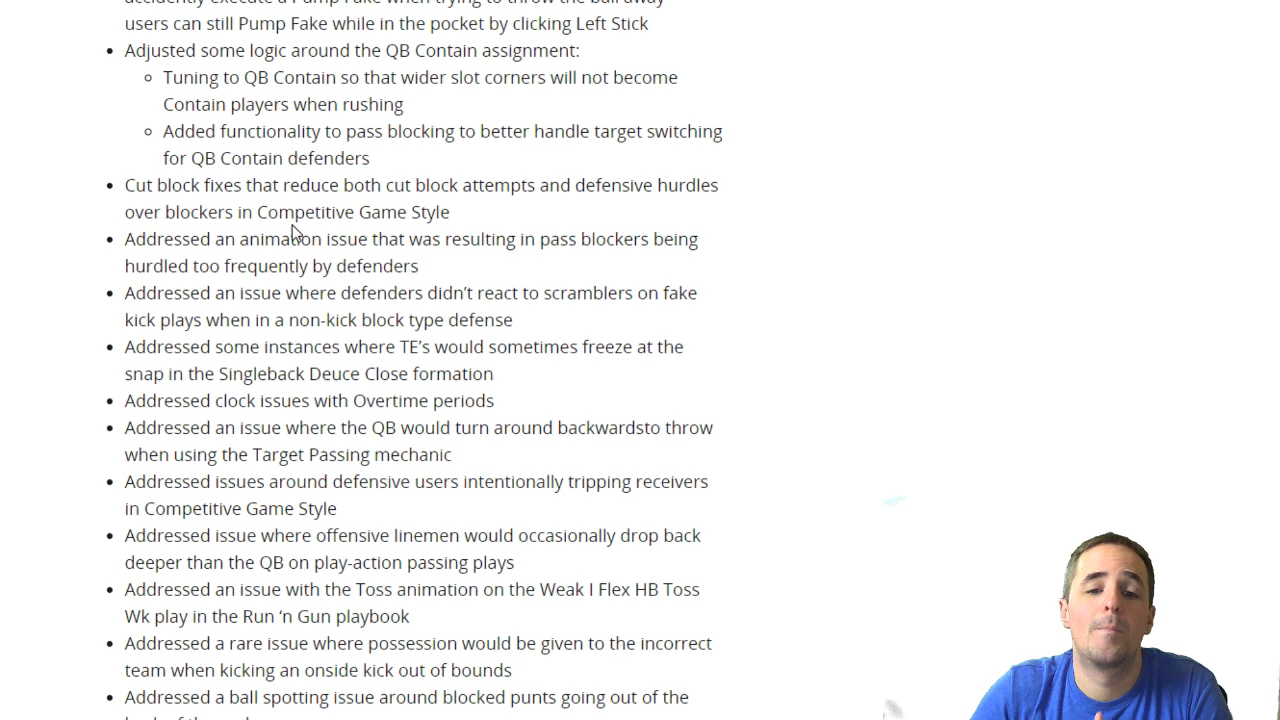 users can still Pump Fake while in the pocket by clicking Left Stick
Adjusted some logic around the QB Contain assignment:
Tuning to QB Contain so that wider slot corners will not become
Contain players when rushing
Added functionality to pass blocking to better handle target switching
for QB Contain defenders
Cut block fixes that reduce both cut block attempts and defensive hurdles
over blockers in Competitive Game Style
Addressed an animation issue that was resulting in pass blockers being
hurdled too frequently by defenders
Addressed an issue where defenders didn't react to scramblers on fake
kick plays when in a non-kick block type defense
Addressed some instances where TE's would sometimes freeze at the
snap in the Singleback Deuce Close formation
Addressed clock issues with Overtime periods
Addressed an issue where the QB would turn around backwardsto throw
when using the Target Passing mechanic
Addressed issues around defensive users intentionally tripping receivers
in Competitive Game Style
Addressed issue where offensive linemen would occasionally drop back
deeper than the QB on play-action passing plays
Addressed an issue with the Toss animation on the Weak I Flex HB Toss
Wk play in the Run 'n Gun playbook
Addressed a rare issue where possession would be given to the incorrect
team when kicking an onside kick out of bounds
Addressed a ball spotting issue around blocked punts going out of the